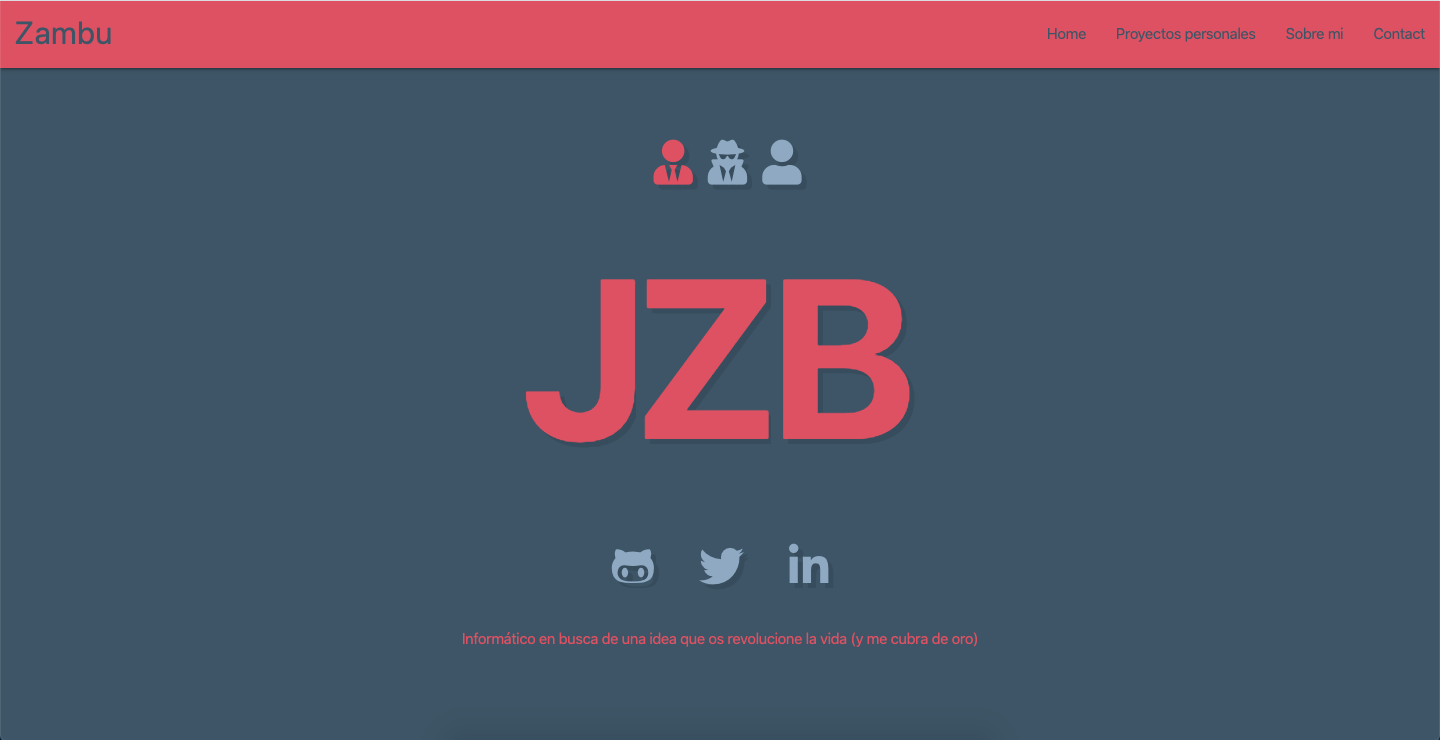 Zambu
Home Proyectos personales Sobre mi Contact
JZB
in
Informático en busca de una idea que os revolucione la vida (y me cubra de oro)